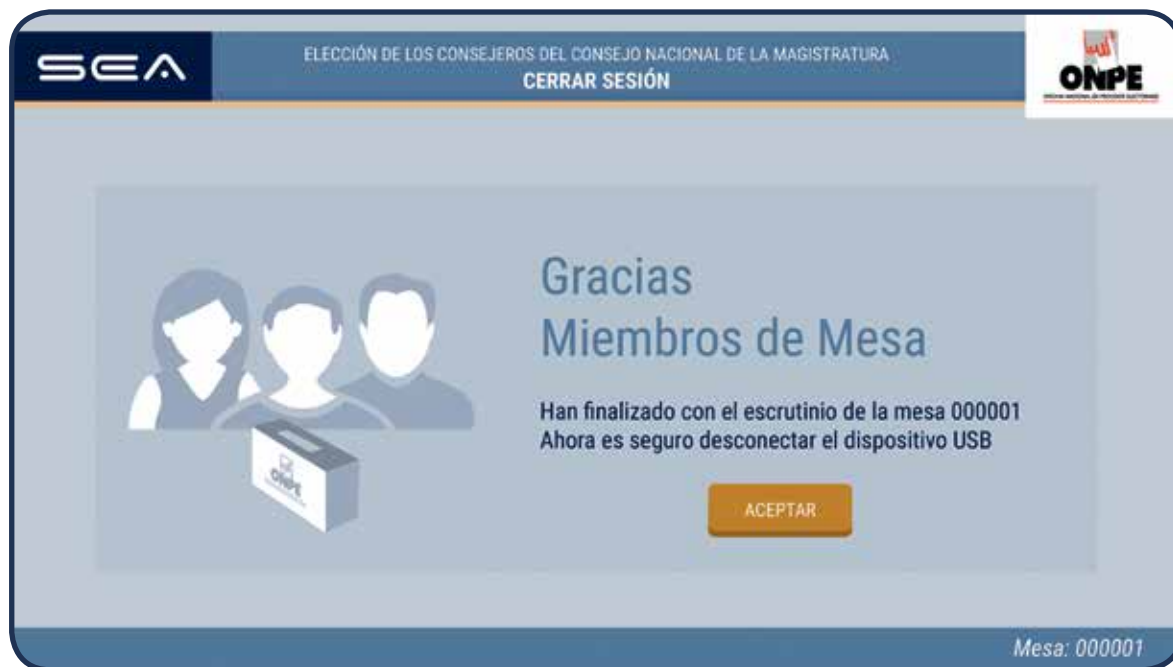 SEA
ELECCIÓN DE LOS CONSEJEROS DEL CONSEJO NACIONAL DE LA MAGISTRATURA
CERRAR SESIÓN
ONPE
Gracias
Miembros de Mesa
Han finalizado con el escrutinio de la mesa 000001
Ahora es seguro desconectar el dispositivo USB
ONPE
ACEPTAR
Mesa: 000001